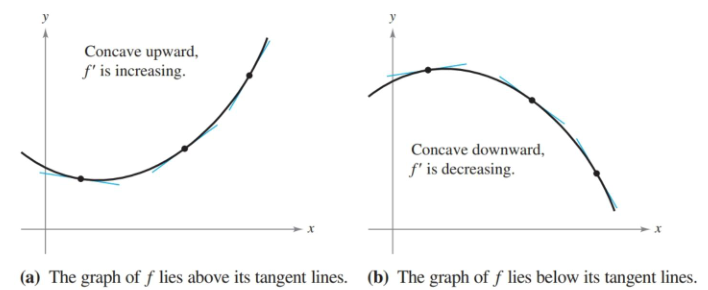 y
Concave upward,
f′ is increasing.
x
(a) The graph of f lies above its tangent lines.
y
Concave downward,
f′ is decreasing.
x
(b) The graph of f lies below its tangent lines.